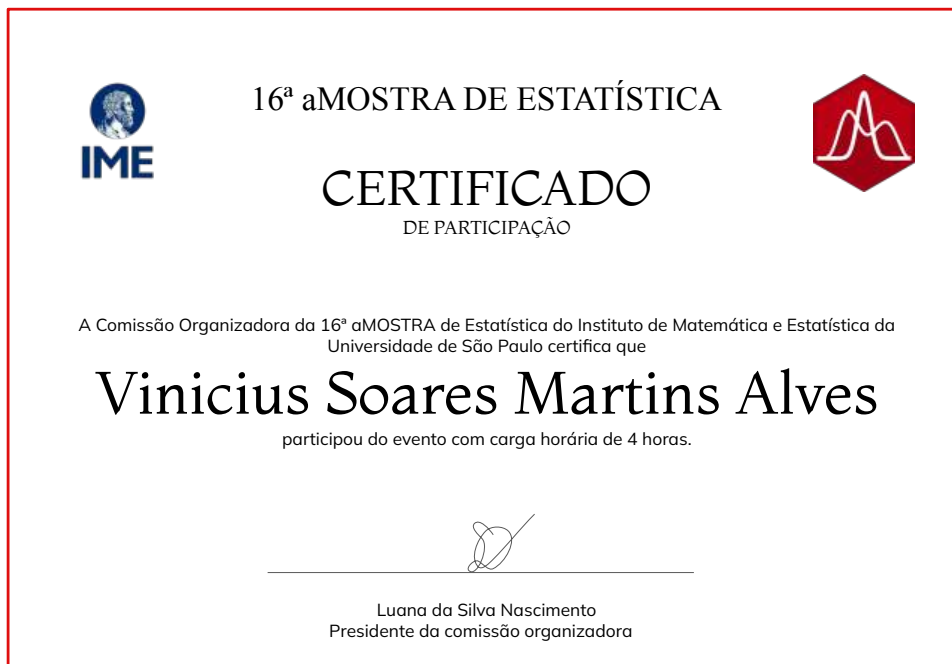 16ª aMOSTRA DE ESTATÍSTICA
IME
CERTIFICADO
DE PARTICIPAÇÃO
A Comissão Organizadora da 16ª aMOSTRA de Estatística do Instituto de Matemática e Estatística da
Universidade de São Paulo certifica que
Vinicius Soares Martins Alves
participou do evento com carga horária de 4 horas.
Luana da Silva Nascimento
Presidente da comissão organizadora